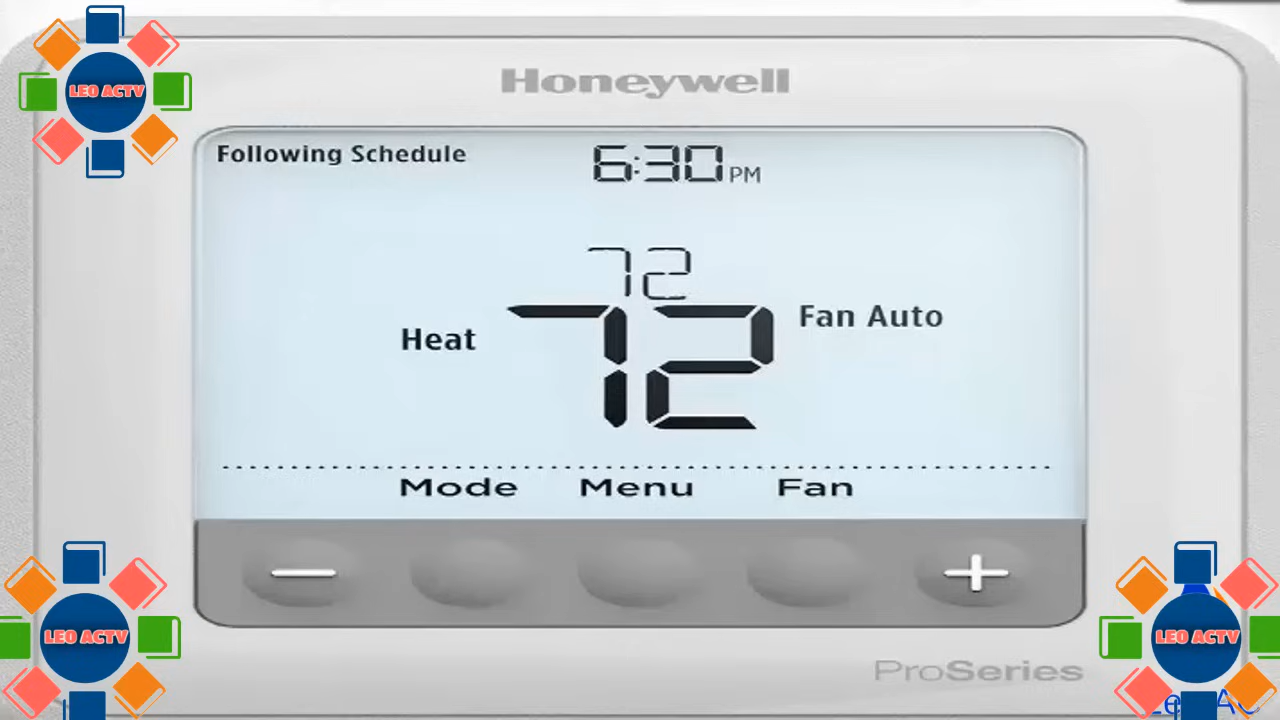 LEO ACTV
Honeywell
Following Schedule
6:30 PM
72
72
Heat
Fan Auto
Mode Menu Fan
− +
LEO ACTV
LEO ACTV
ProSeries